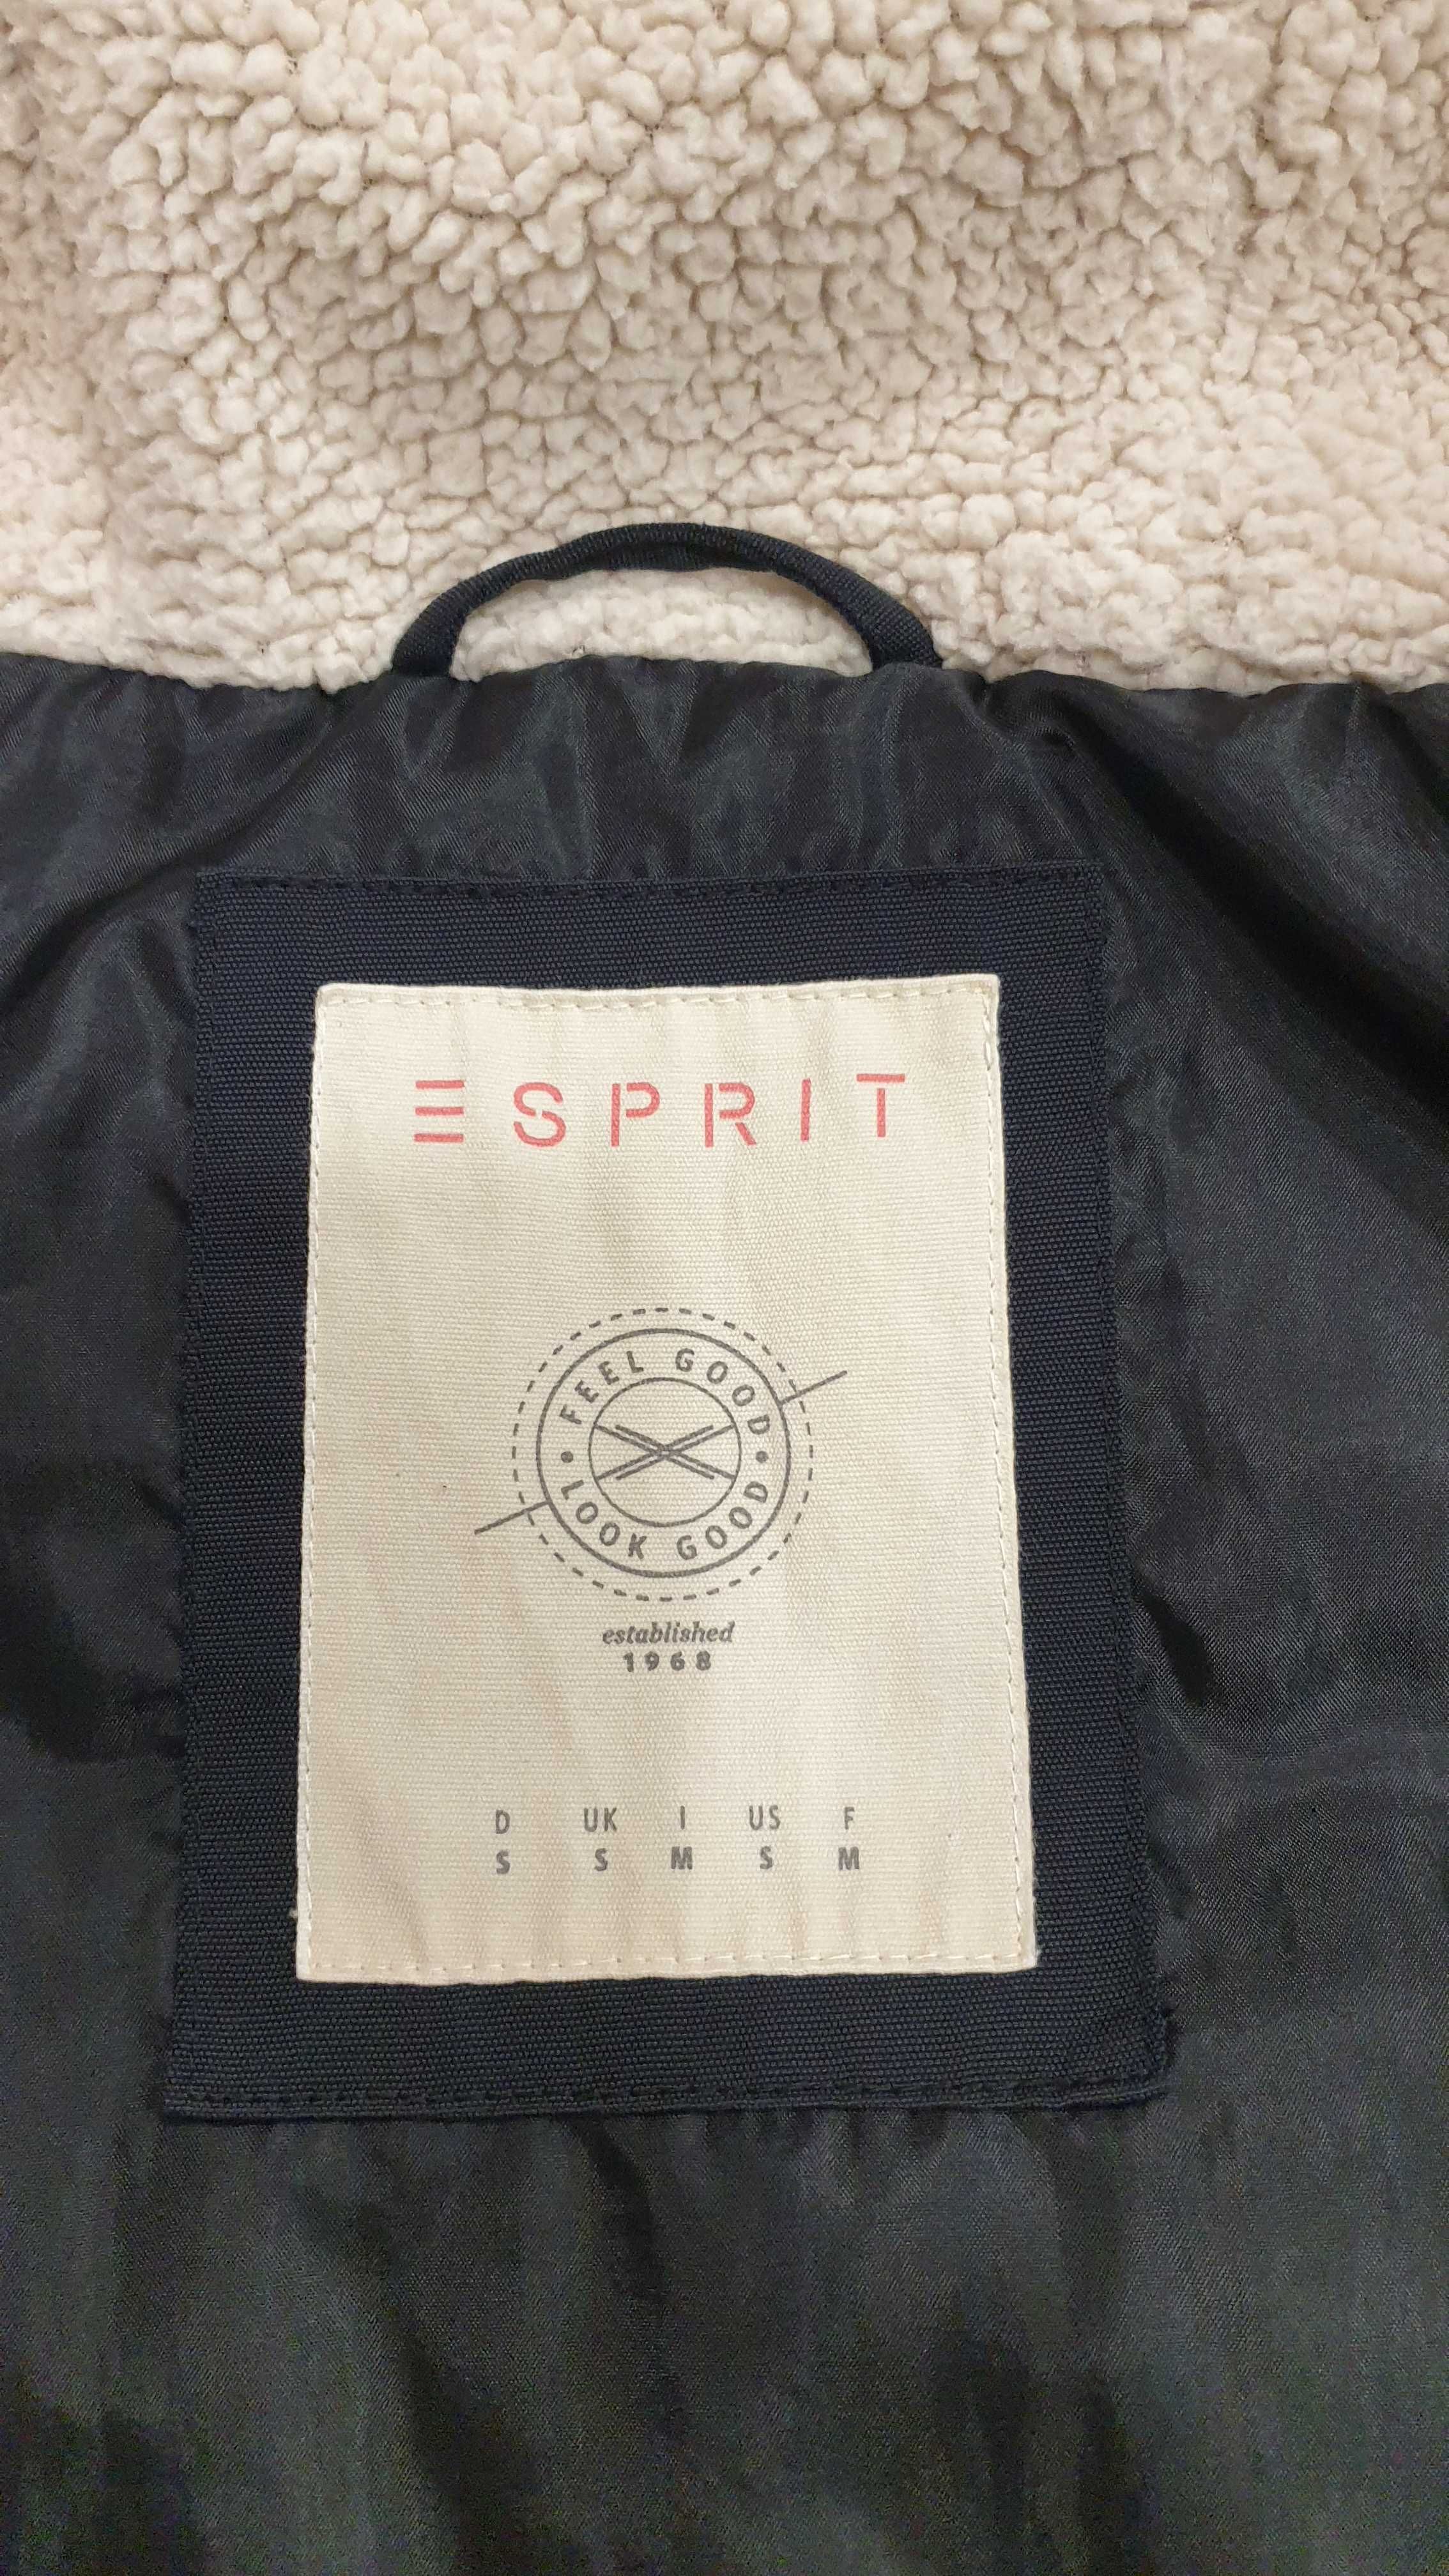 ESPRIT
• FEEL GOOD •
LOOK GOOD
established
1968
D UK I US F
S S M S M